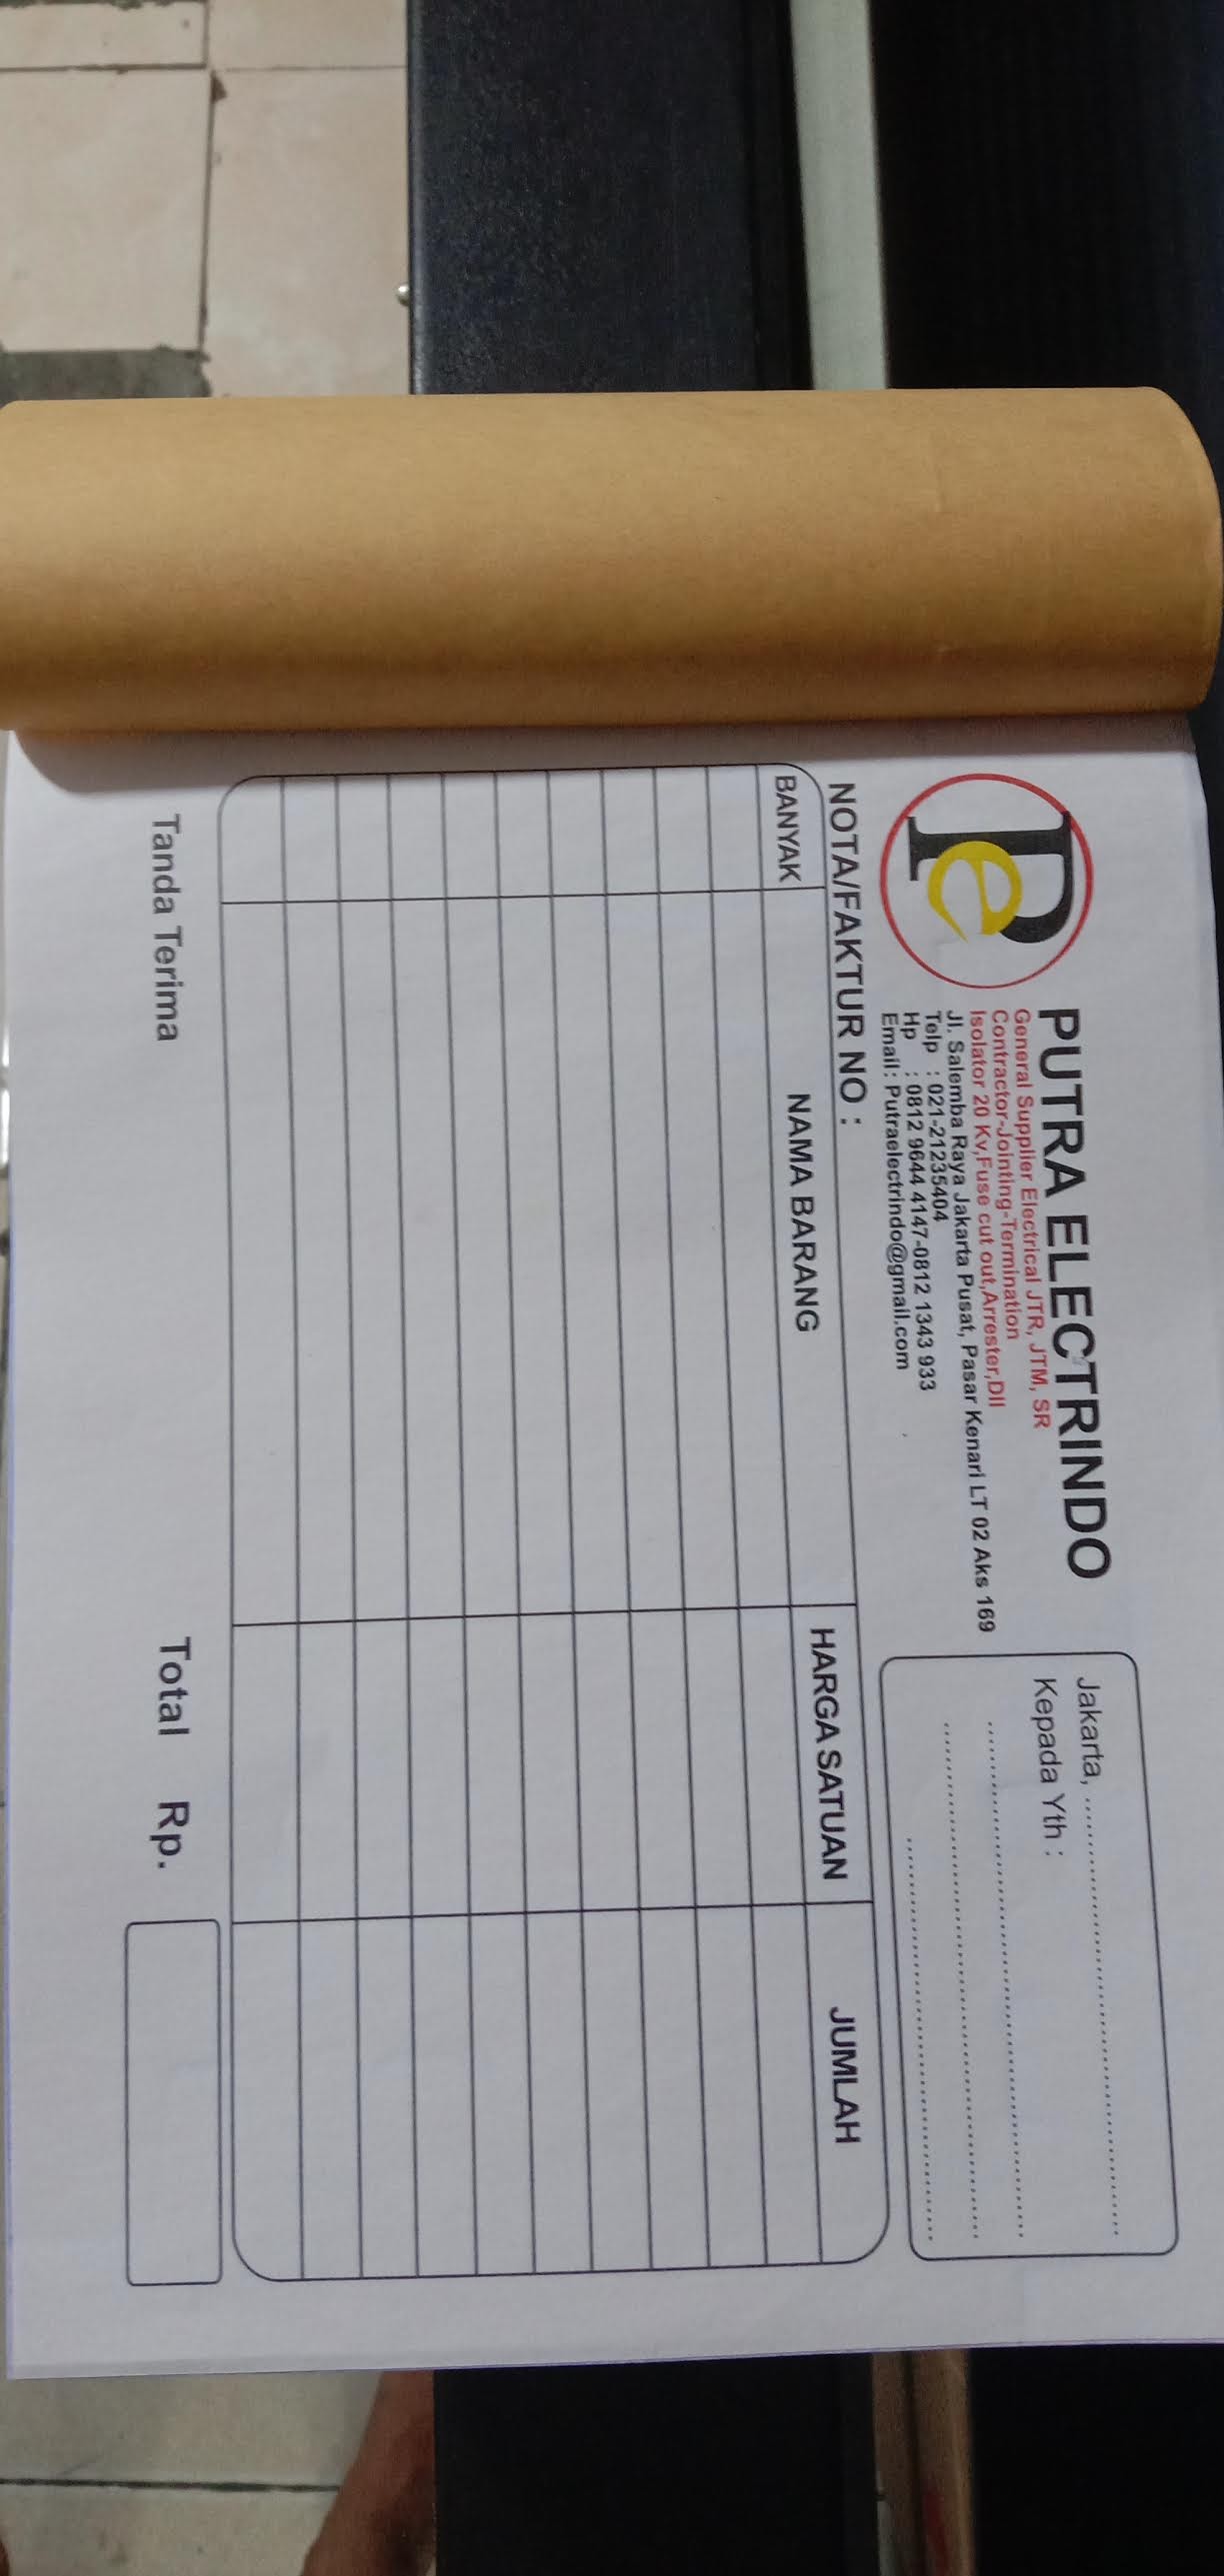 Pe
PUTRA ELECTRINDO
General Supplier Electrical JTR, JTM, SR
Contractor-Jointing-Termination
Isolator 20 Kv,Fuse cut out,Arrester,Dll
Jl. Salemba Raya Jakarta Pusat, Pasar Kenari LT 02 Aks 169
Telp : 021-21235404
Hp : 0812 9644 4147-0812 1343 933
Email : Putraelectrindo@gmail.com
Jakarta, ..............................
Kepada Yth :
NOTA/FAKTUR NO :
BANYAK NAMA BARANG HARGA SATUAN JUMLAH
Tanda Terima Total Rp.